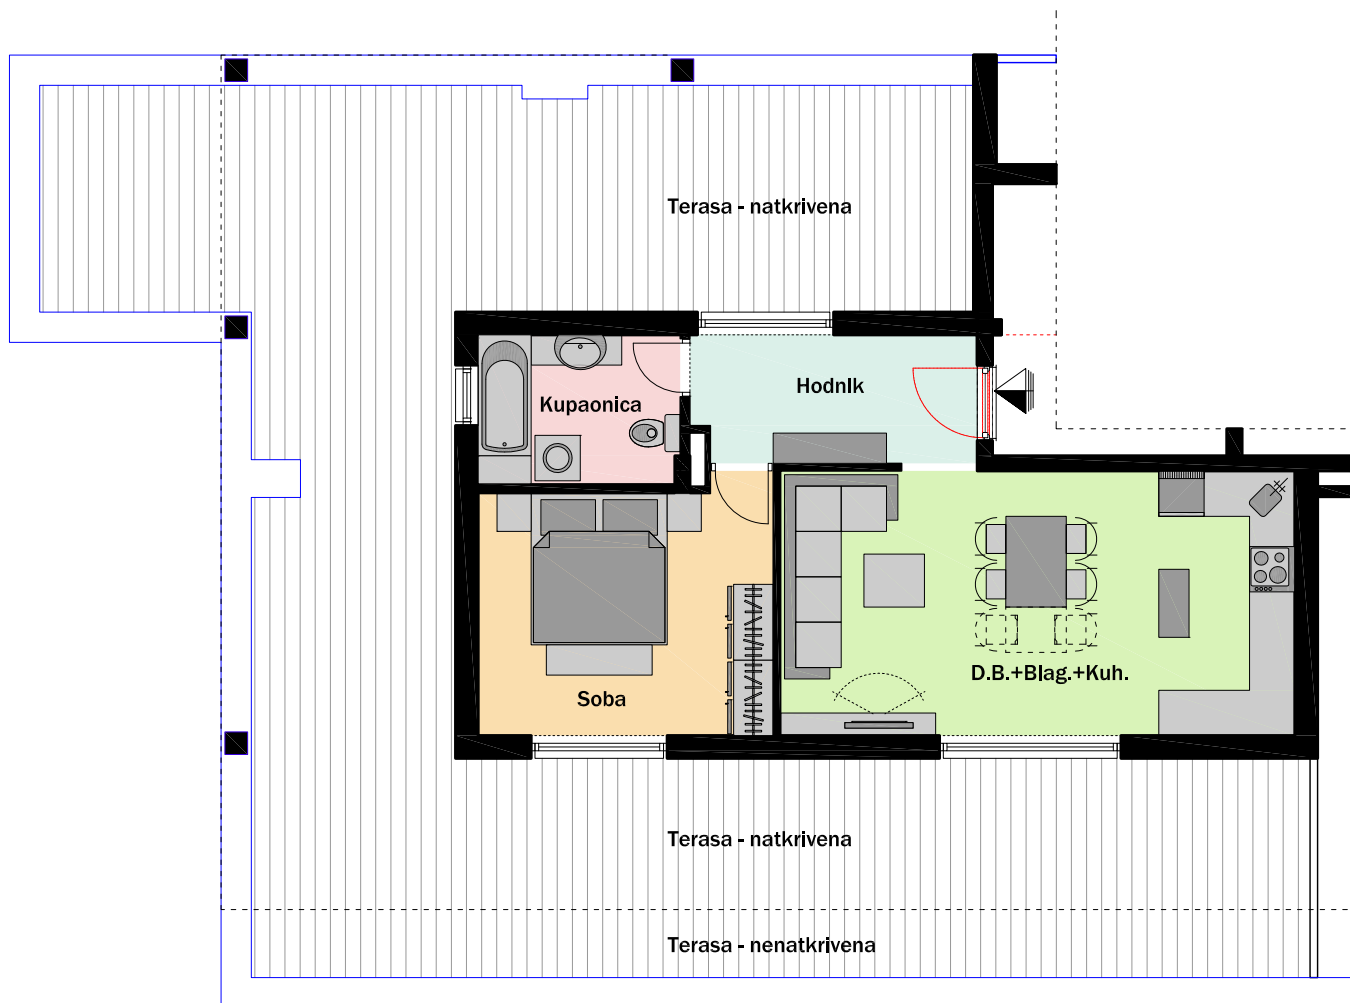 Terasa - natkrivena
Hodnik
Kupaonica
D.B.+Blag.+Kuh.
Soba
Terasa - natkrivena
Terasa - nenatkrivena